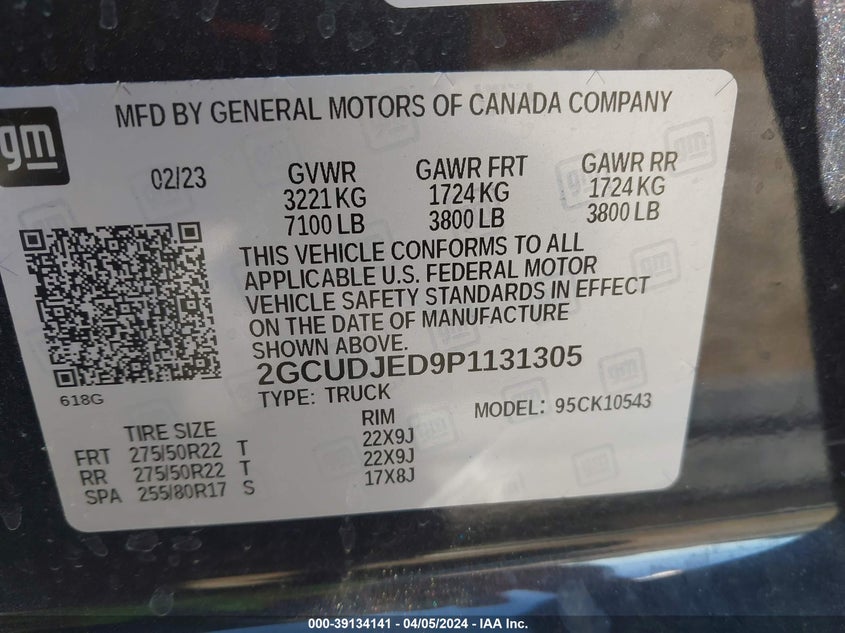 MFD BY GENERAL MOTORS OF CANADA COMPANY
gm
02/23 GVWR GAWR FRT GAWR RR
3221 KG 1724 KG 1724 KG
7100 LB 3800 LB 3800 LB
THIS VEHICLE CONFORMS TO ALL
APPLICABLE U.S. FEDERAL MOTOR
VEHICLE SAFETY STANDARDS IN EFFECT
ON THE DATE OF MANUFACTURE
SHOWN ABOVE.
2GCUDJED9P1131305
618G
TYPE: TRUCK MODEL: 95CK10543
TIRE SIZE RIM
FRT 275/50R22 T 22X9J
RR 275/50R22 T 22X9J
SPA 255/80R17 S 17X8J
000-39134141 - 04/05/2024 - IAA Inc.